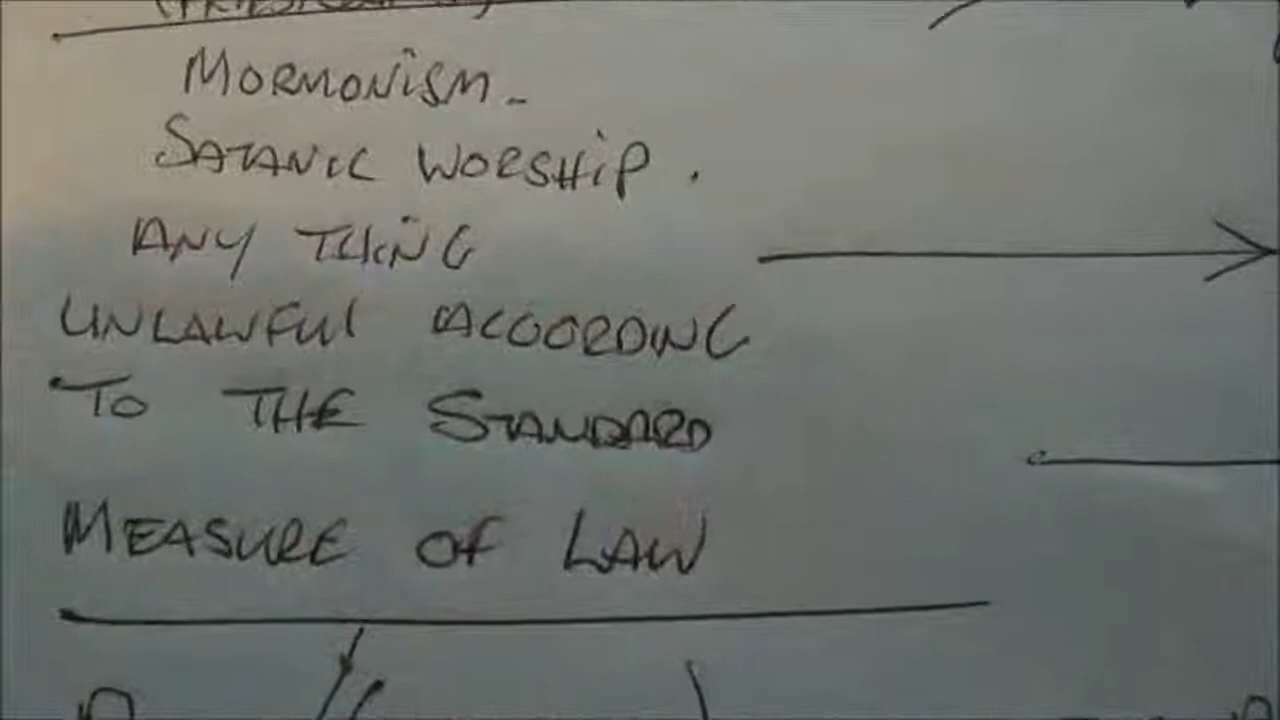 MORMONISM.
SATANIC WORSHIP.
ANY THING
UNLAWFUL ACCORDING
TO THE STANDARD
MEASURE OF LAW